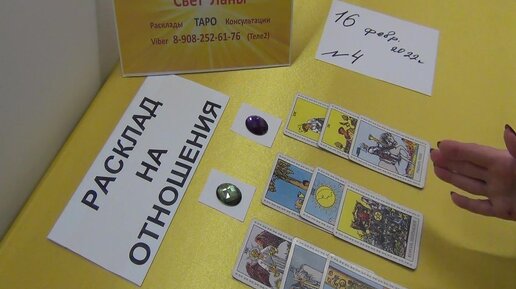 Свет Ланы
Расклады ТАРО Консультации
Viber 8-908-252-61-76 (Теле2)
16 февр. 2022г.
№4
РАСКЛАД
НА
ОТНОШЕНИЯ